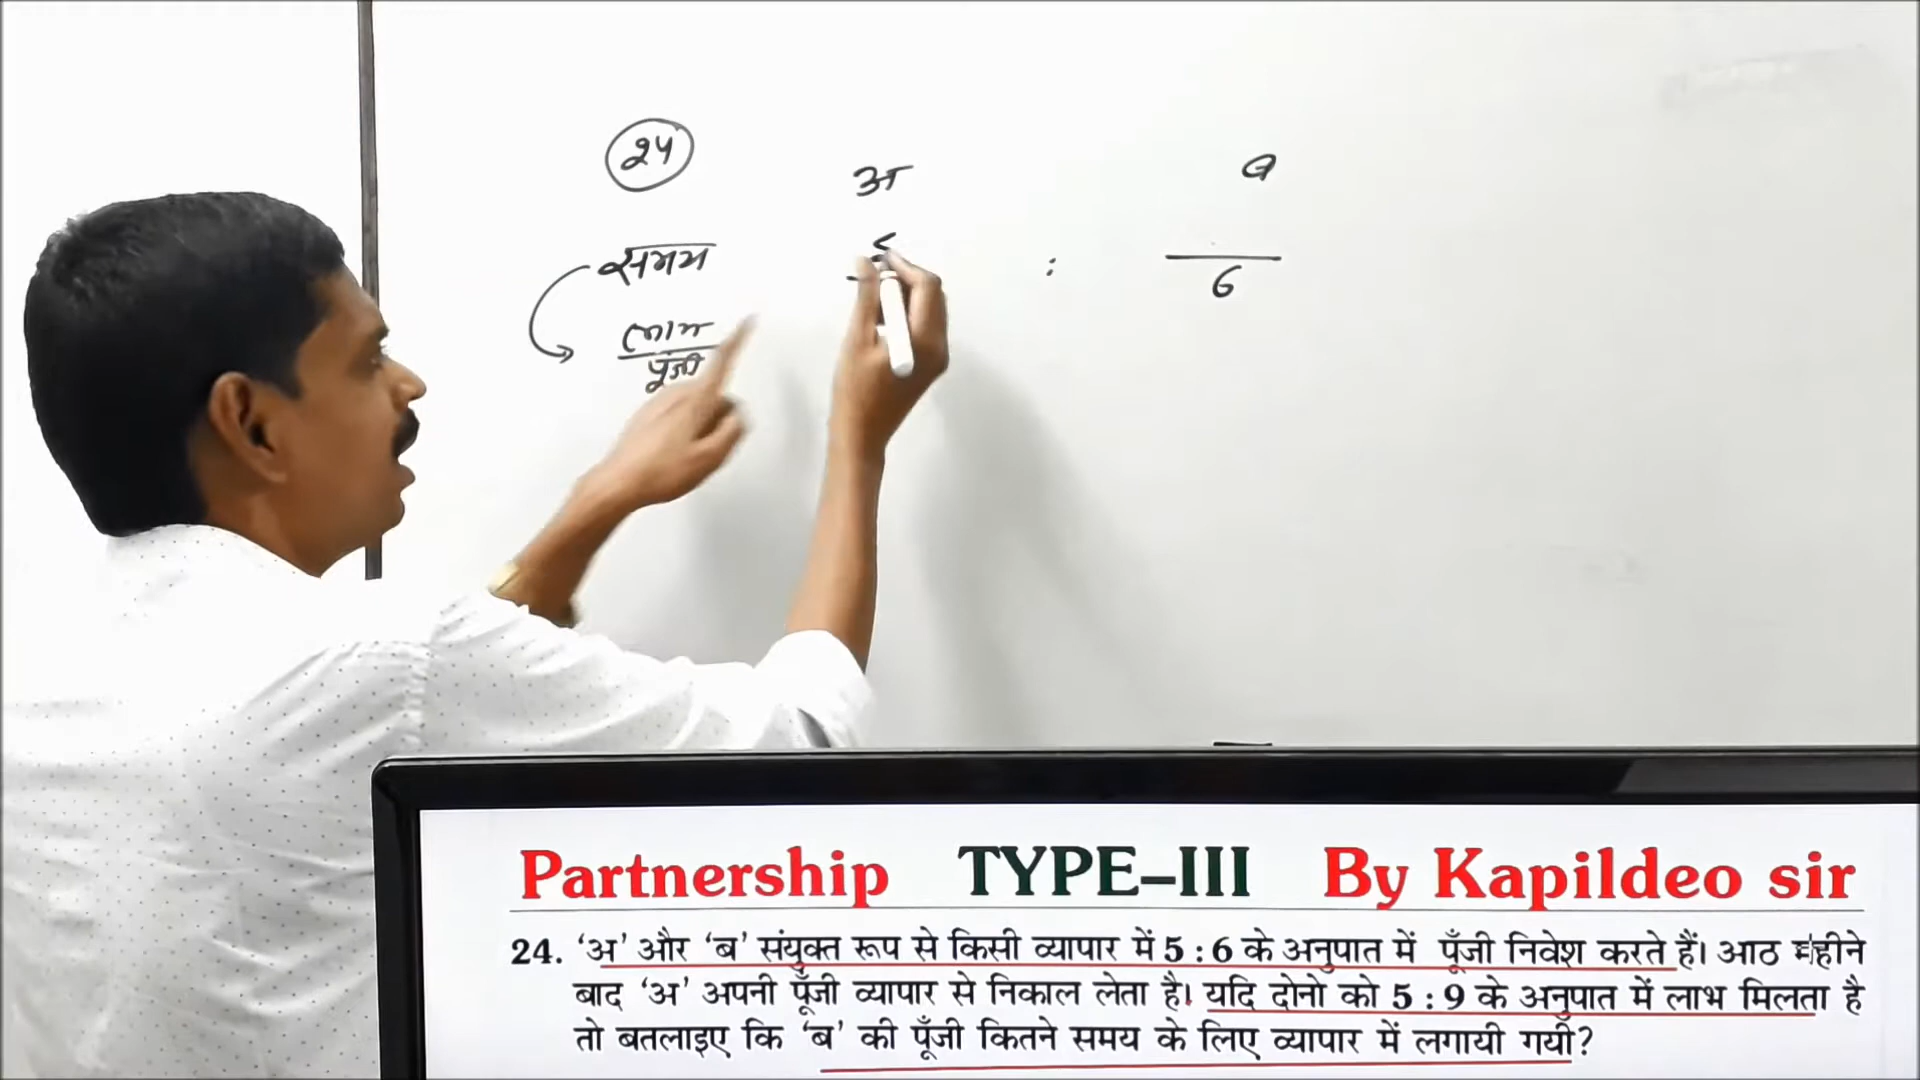 24
अ : ब
समय
6
लाभ
पूंजी
Partnership TYPE-III By Kapildeo sir
24. ‘अ’ और ‘ब’ संयुक्त रूप से किसी व्यापार में 5 : 6 के अनुपात में पूँजी निवेश करते हैं। आठ महीने
बाद ‘अ’ अपनी पूँजी व्यापार से निकाल लेता है। यदि दोनो को 5 : 9 के अनुपात में लाभ मिलता है
तो बतलाइए कि ‘ब’ की पूँजी कितने समय के लिए व्यापार में लगायी गयी?